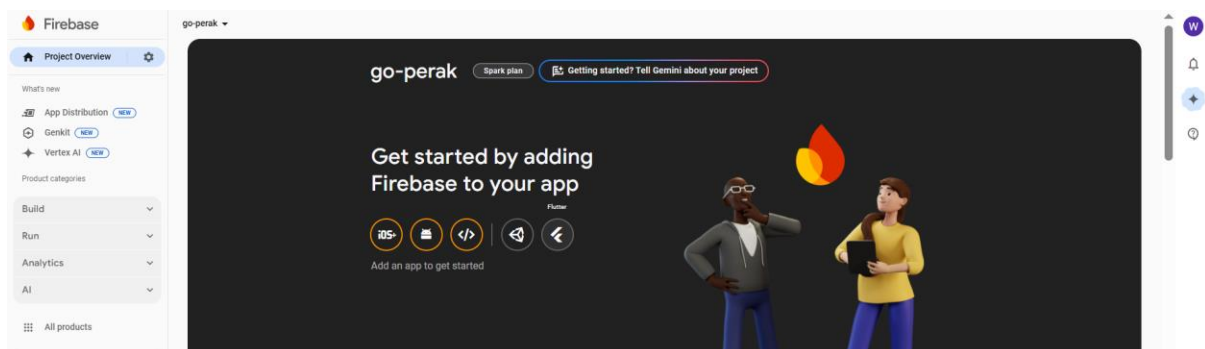 Firebase
Project Overview
What's new
App Distribution NEW
Genkit NEW
Vertex AI NEW
Product categories
Build
Run
Analytics
AI
All products
go-perak
go-perak Spark plan Getting started? Tell Gemini about your project
Get started by adding
Firebase to your app
Flutter
iOS+ </>
Add an app to get started
W